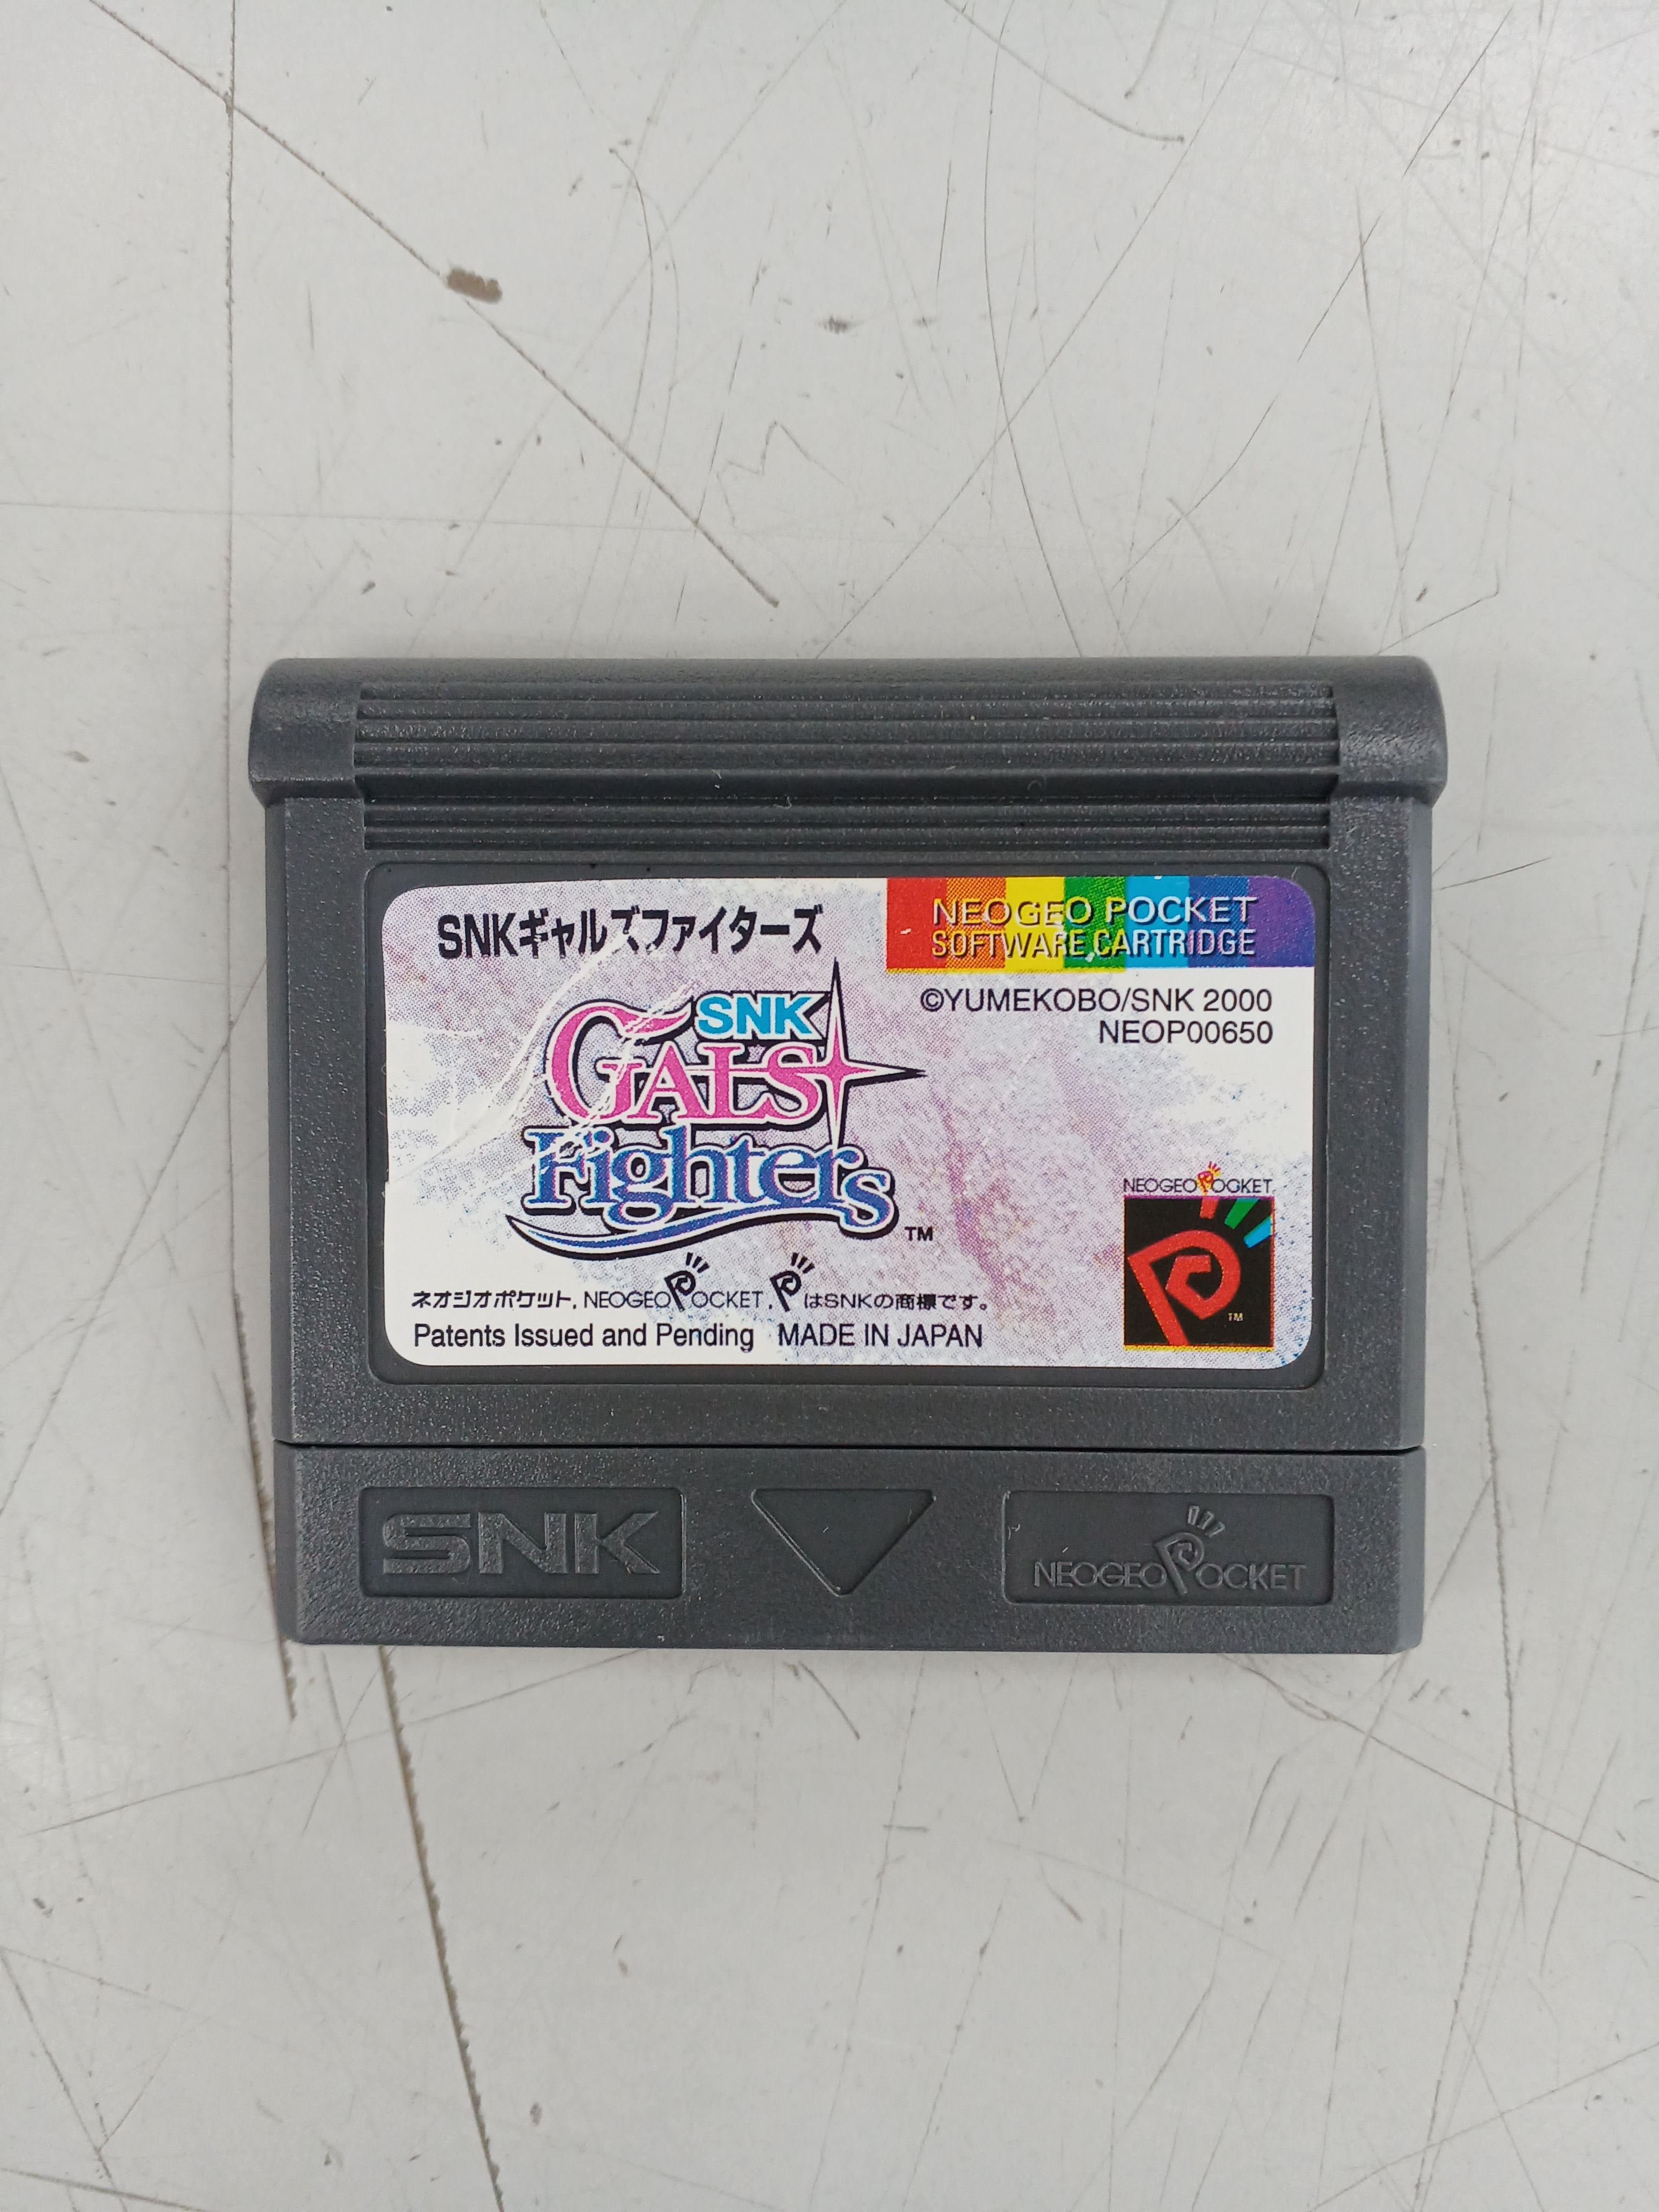 SNKギャルズファイターズ
NEOGEO POCKET
SOFTWARE CARTRIDGE
©YUMEKOBO/SNK 2000
NEOP00650
SNK
GALS
Fighters
TM
NEOGEO POCKET
TM
ネオジオポケット, NEOGEO POCKET, P はSNKの商標です。
Patents Issued and Pending MADE IN JAPAN
SNK
NEOGEO POCKET